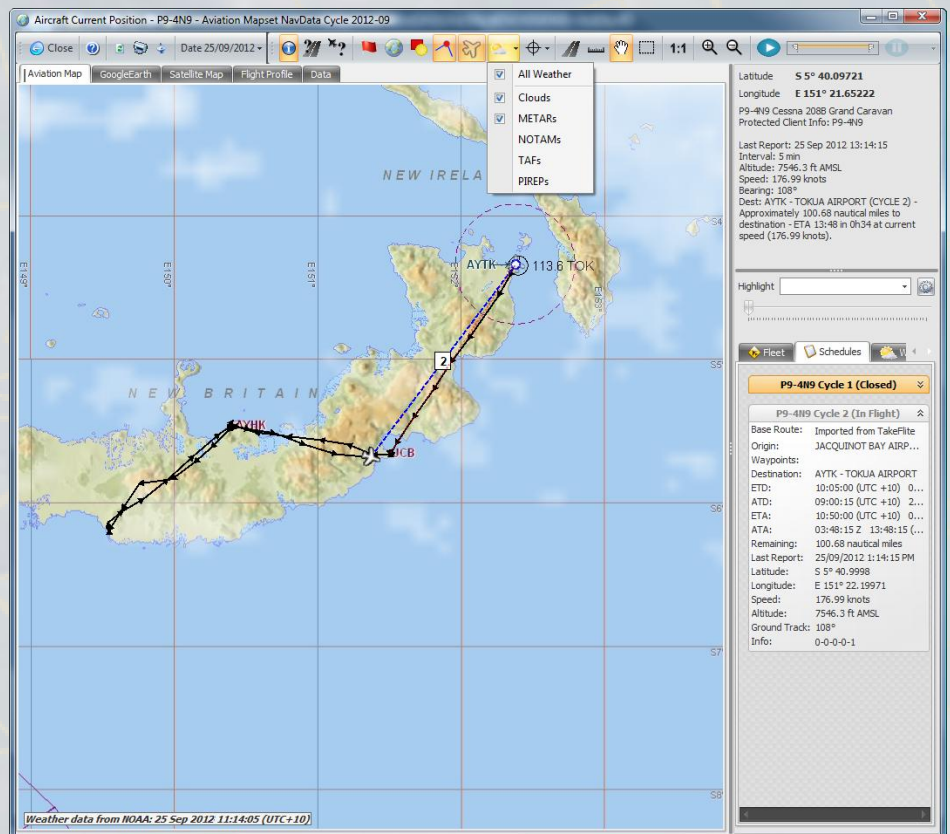 Aircraft Current Position - P9-4N9 - Aviation Mapset NavData Cycle 2012-09
Close
Date 25/09/2012
1:1
Aviation Map
GoogleEarth
Satellite Map
Flight Profile
Data
All Weather
Clouds
METARs
NOTAMs
TAFs
PIREPs
NEW IRELA
S4
E149°
E150°
E151°
E152°
E153°
AYTK
113.6 TOK
S5°
2
NEW BRITAIN
AYHK
JCB
S6°
S7°
S8°
Weather data from NOAA: 25 Sep 2012 11:14:05 (UTC+10)
Latitude S 5° 40.09721
Longitude E 151° 21.65222
P9-4N9 Cessna 208B Grand Caravan
Protected Client Info: P9-4N9
Last Report: 25 Sep 2012 13:14:15
Interval: 5 min
Altitude: 7546.3 ft AMSL
Speed: 176.99 knots
Bearing: 108°
Dest: AYTK - TOKUA AIRPORT (CYCLE 2) -
Approximately 100.68 nautical miles to
destination - ETA 13:48 in 0h34 at current
speed (176.99 knots).
Highlight
Fleet
Schedules
P9-4N9 Cycle 1 (Closed)
P9-4N9 Cycle 2 (In Flight)
Base Route: Imported from TakeFlite
Origin: JACQUINOT BAY AIRP...
Waypoints:
Destination: AYTK - TOKUA AIRPORT
ETD: 10:05:00 (UTC +10) 0...
ATD: 09:00:15 (UTC +10) 2...
ETA: 10:50:00 (UTC +10) 0...
ATA: 03:48:15 Z 13:48:15 (...
Remaining: 100.68 nautical miles
Last Report: 25/09/2012 1:14:15 PM
Latitude: S 5° 40.9998
Longitude: E 151° 22.19971
Speed: 176.99 knots
Altitude: 7546.3 ft AMSL
Ground Track: 108°
Info: 0-0-0-0-1